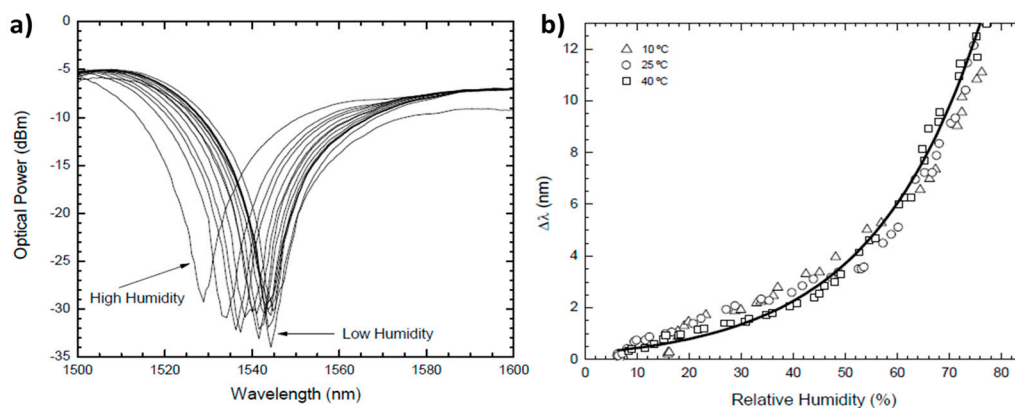 a)
0
-5
-10
-15
-20
-25
-30
-35
Optical Power (dBm)
High Humidity
Low Humidity
1500
1520
1540
1560
1580
1600
Wavelength (nm)
b)
12
10
8
6
4
2
0
Δλ (nm)
10 ºC
25 ºC
40 ºC
0
10
20
30
40
50
60
70
80
Relative Humidity (%)